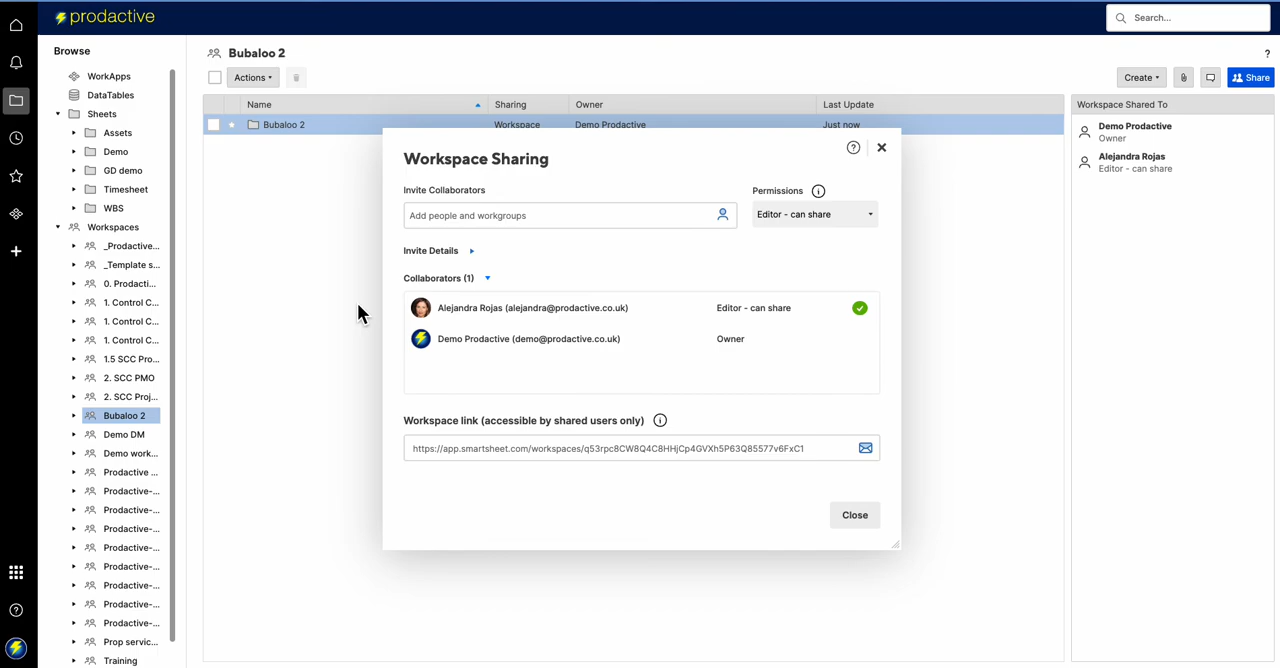 prodactive
Search...
Browse
WorkApps
DataTables
Sheets
Assets
Demo
GD demo
Timesheet
WBS
Workspaces
_Prodactive...
_Template s...
0. Prodacti...
1. Control C...
1. Control C...
1. Control C...
1.5 SCC Pro...
2. SCC PMO
2. SCC Proj...
Bubaloo 2
Demo DM
Demo work...
Prodactive ...
Prodactive-...
Prodactive-...
Prodactive-...
Prodactive-...
Prodactive-...
Prodactive-...
Prodactive-...
Prodactive-...
Prop servic...
Training
Bubaloo 2
?
Actions
Create
Share
Name Sharing Owner Last Update
Bubaloo 2 Workspace Demo Prodactive Just now
Workspace Sharing
Invite Collaborators
Permissions
Add people and workgroups
Editor - can share
Invite Details
Collaborators (1)
Alejandra Rojas (alejandra@prodactive.co.uk) Editor - can share
Demo Prodactive (demo@prodactive.co.uk) Owner
Workspace link (accessible by shared users only)
https://app.smartsheet.com/workspaces/q53rpc8CW8Q4C8HHjCp4GVXh5P63Q85577v6FxC1
Close
Workspace Shared To
Demo Prodactive
Owner
Alejandra Rojas
Editor - can share